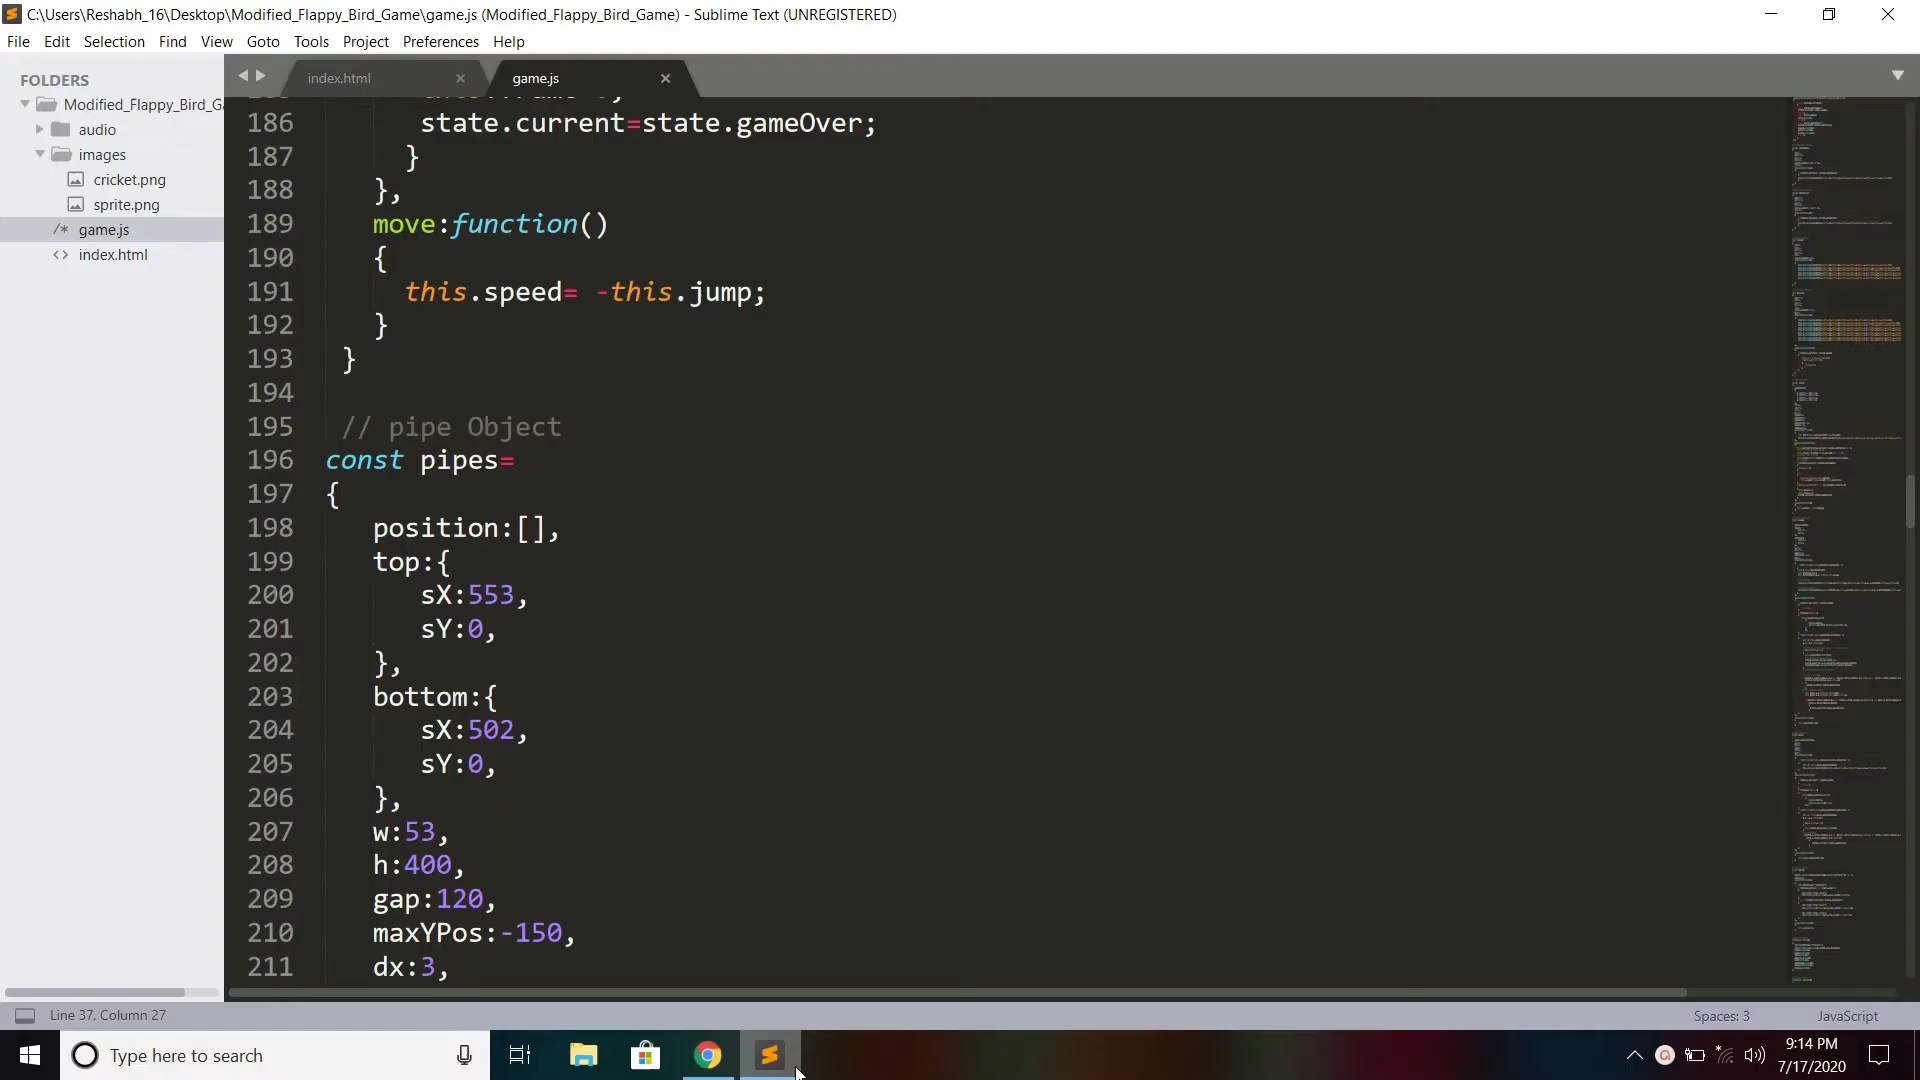 C:\Users\Reshabh_16\Desktop\Modified_Flappy_Bird_Game\game.js (Modified_Flappy_Bird_Game) - Sublime Text (UNREGISTERED)
File Edit Selection Find View Goto Tools Project Preferences Help
FOLDERS
Modified_Flappy_Bird_Ga
audio
images
cricket.png
sprite.png
game.js
index.html
index.html
game.js
186 state.current=state.gameOver;
187 }
188 },
189 move:function()
190 {
191 this.speed= -this.jump;
192 }
193 }
194
195 // pipe Object
196 const pipes=
197 {
198 position:[],
199 top:{
200 sX:553,
201 sY:0,
202 },
203 bottom:{
204 sX:502,
205 sY:0,
206 },
207 w:53,
208 h:400,
209 gap:120,
210 maxYPos:-150,
211 dx:3,
Line 37, Column 27
Spaces: 3
JavaScript
Type here to search
9:14 PM
7/17/2020